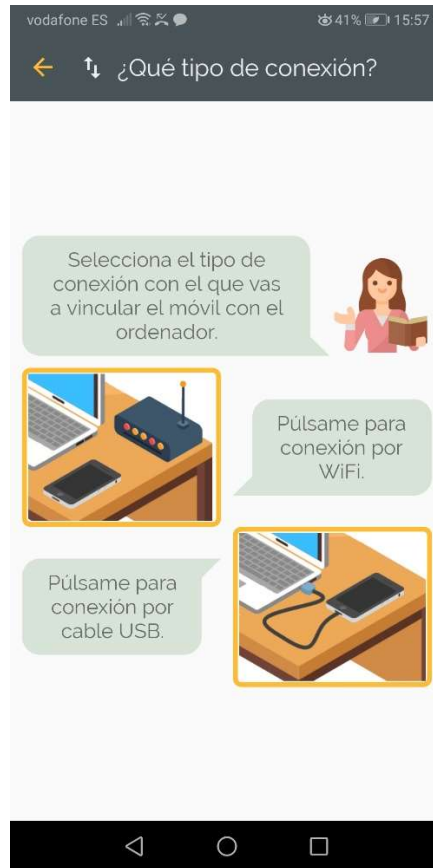 vodafone ES 41% 15:57
¿Qué tipo de conexión?
Selecciona el tipo de
conexión con el que vas
a vincular el móvil con el
ordenador.
Púlsame para
conexión por
WiFi.
Púlsame para
conexión por
cable USB.